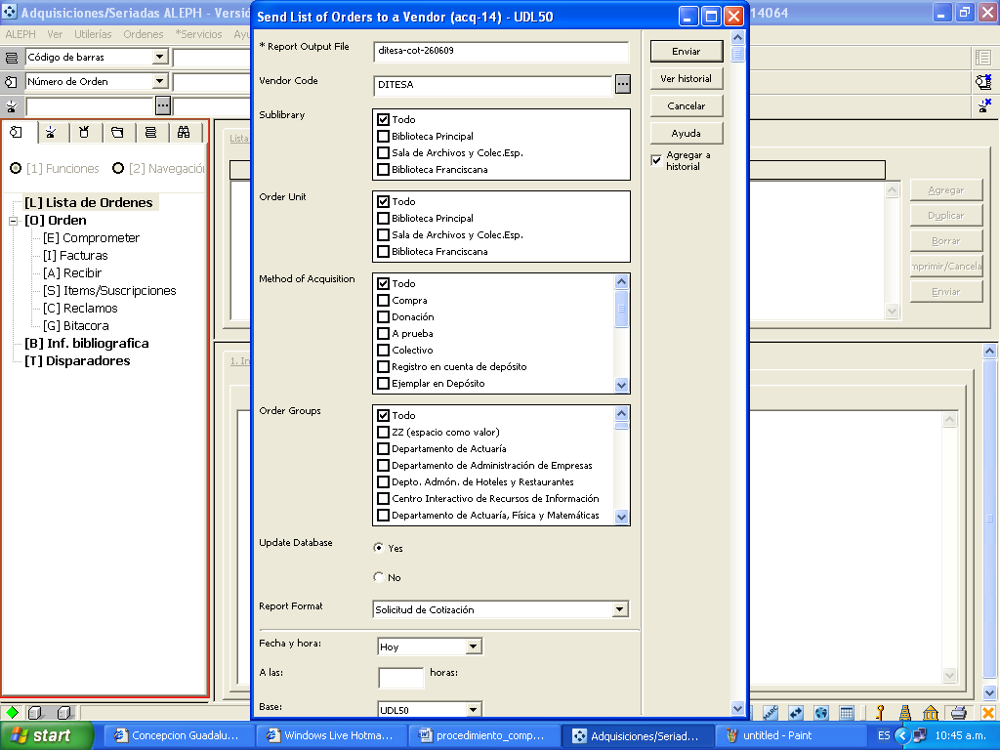 Adquisiciones/Seriadas ALEPH - Versió
14064
ALEPH Ver Utilerías Ordenes *Servicios Ayu
Código de barras
Número de Orden
[1] Funciones [2] Navegació
[L] Lista de Ordenes
[O] Orden
[E] Comprometer
[I] Facturas
[A] Recibir
[S] Items/Suscripciones
[C] Reclamos
[G] Bitacora
[B] Inf. bibliografica
[T] Disparadores
Lista
1. In
Send List of Orders to a Vendor (acq-14) - UDL50
* Report Output File ditesa-cot-260609
Vendor Code DITESA
Sublibrary
Todo
Biblioteca Principal
Sala de Archivos y Colec.Esp.
Biblioteca Franciscana
Order Unit
Todo
Biblioteca Principal
Sala de Archivos y Colec.Esp.
Biblioteca Franciscana
Method of Acquisition
Todo
Compra
Donación
A prueba
Colectivo
Registro en cuenta de depósito
Ejemplar en Depósito
Order Groups
Todo
ZZ (espacio como valor)
Departamento de Actuaría
Departamento de Administración de Empresas
Depto. Admón. de Hoteles y Restaurantes
Centro Interactivo de Recursos de Información
Departamento de Actuaría, Física y Matemáticas
Update Database
Yes
No
Report Format Solicitud de Cotización
Fecha y hora: Hoy
A las: horas:
Base: UDL50
Enviar
Ver historial
Cancelar
Ayuda
Agregar a
historial
Agregar
Duplicar
Borrar
mprimir/Cancela
Enviar
start
Concepcion Guadalu...
Windows Live Hotma...
procedimiento_comp...
Adquisiciones/Seriad...
untitled - Paint
ES
10:45 a.m.